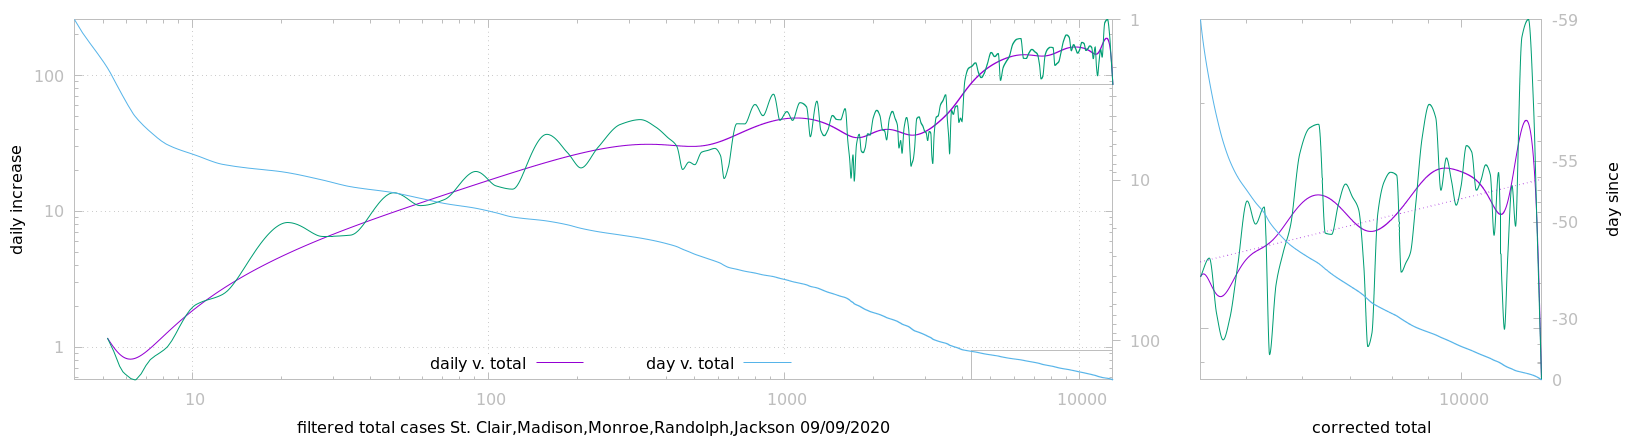 daily increase
100
10
1
10
100
1000
10000
1
10
100
daily v. total
day v. total
filtered total cases St. Clair,Madison,Monroe,Randolph,Jackson 09/09/2020
10000
corrected total
-59
-55
-50
-30
0
day since